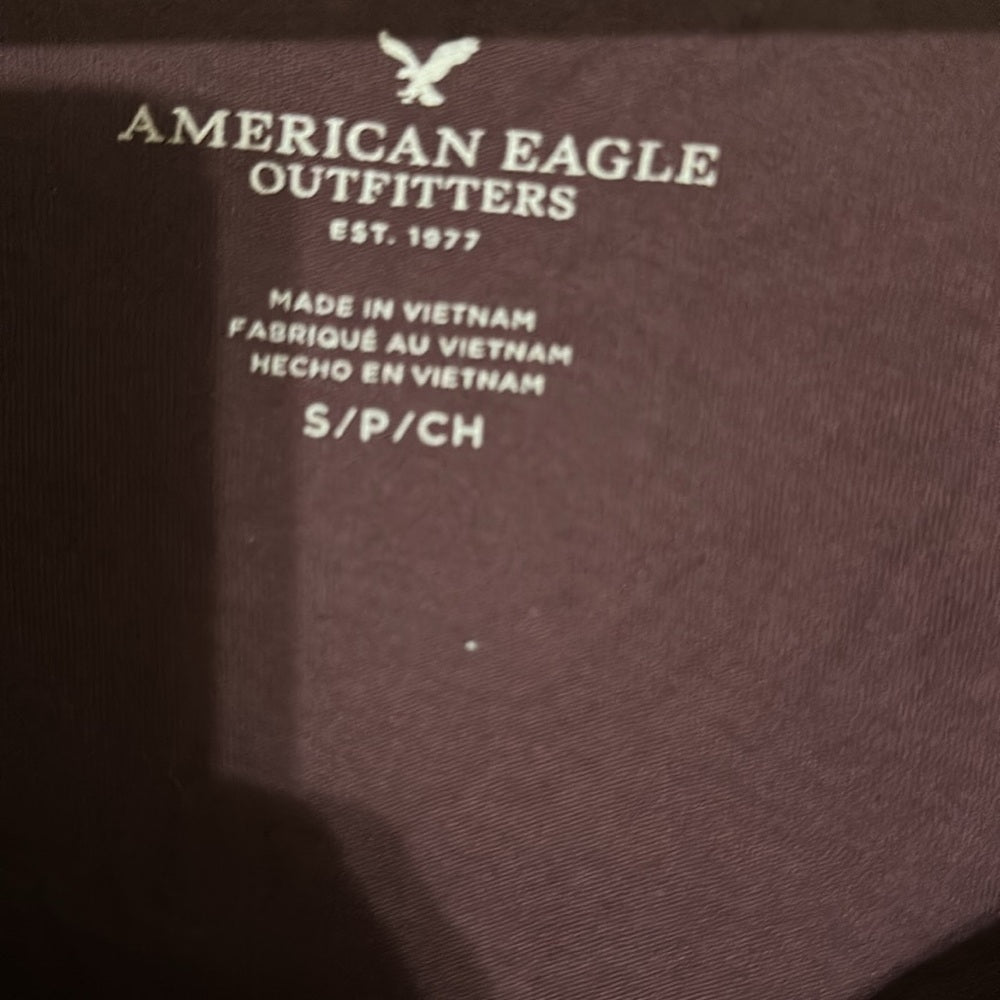 AMERICAN EAGLE
OUTFITTERS
EST. 1977
MADE IN VIETNAM
FABRIQUÉ AU VIETNAM
HECHO EN VIETNAM
S/P/CH